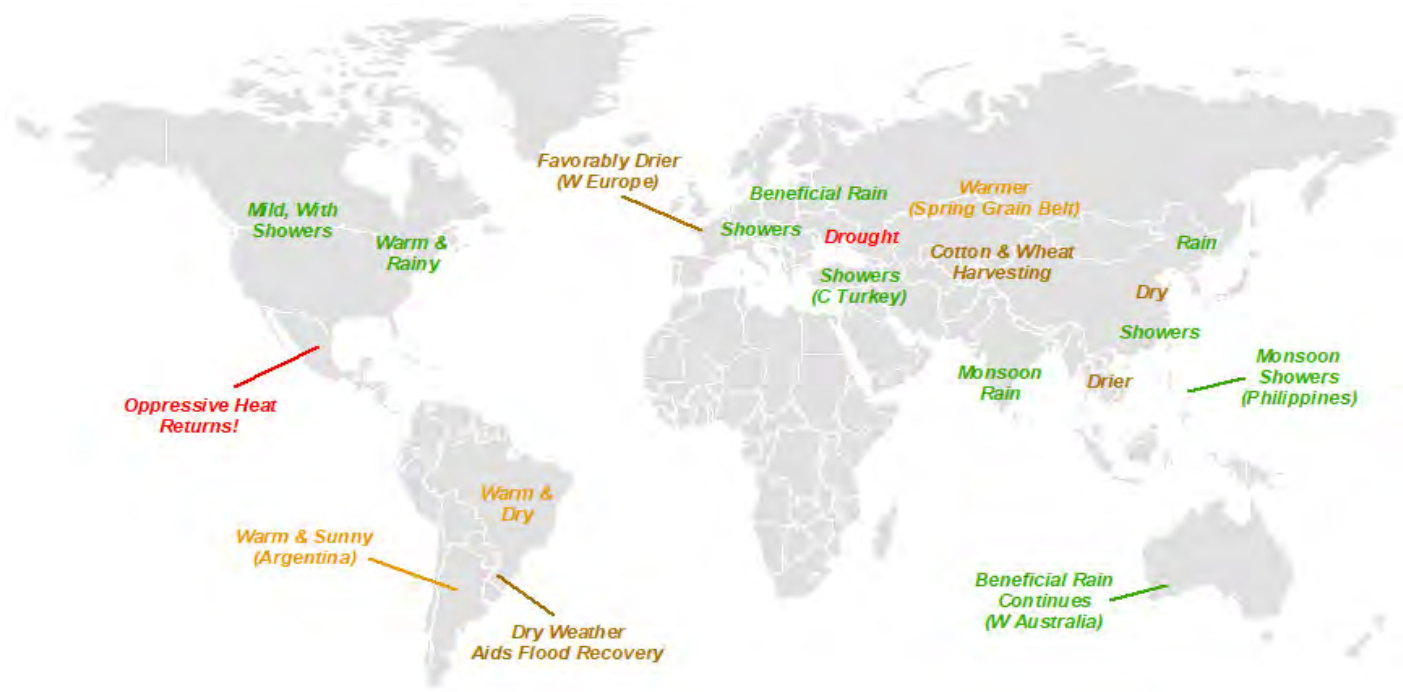 Favorably Drier
(W Europe)
Beneficial Rain
Warmer
(Spring Grain Belt)
Mild, With
Showers
Warm &
Rainy
Showers
Drought
Cotton & Wheat
Harvesting
Rain
Showers
(C Turkey)
Dry
Showers
Monsoon
Rain
Drier
Monsoon
Showers
(Philippines)
Oppressive Heat
Returns!
Warm &
Dry
Warm & Sunny
(Argentina)
Dry Weather
Aids Flood Recovery
Beneficial Rain
Continues
(W Australia)